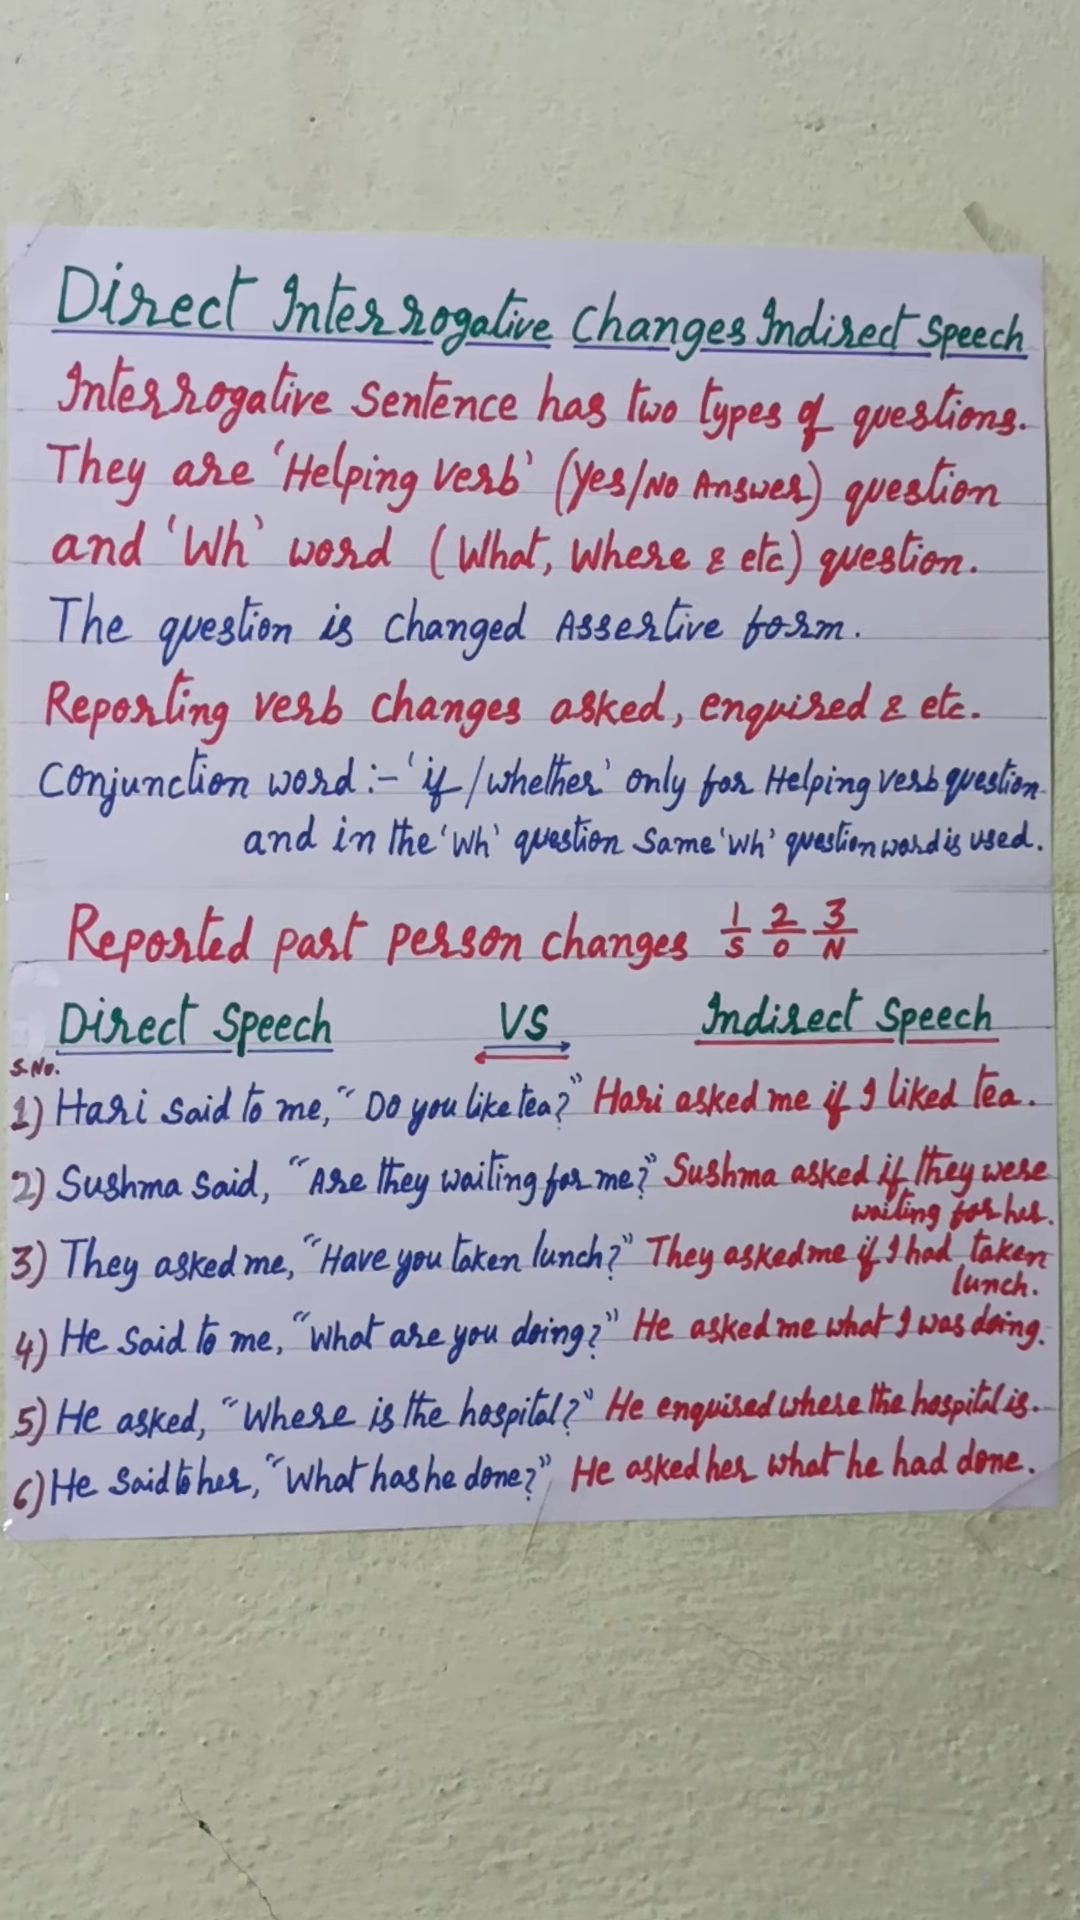 Direct Interrogative Changes Indirect Speech
Interrogative Sentence has two types of questions.
They are 'Helping verb' (Yes/No Answer) question
and 'Wh' word (What, Where & etc) question.
The question is changed Assertive form.
Reporting verb changes asked, enquired & etc.
Conjunction word :- 'if/whether' only for Helping verb question
and in the 'Wh' question Same 'Wh' question word is used.
Reported part person changes 1/S 2/O 3/N
Direct Speech VS Indirect Speech
S.No.
1) Hari said to me, "Do you like tea?" Hari asked me if I liked tea.
2) Sushma said, "Are they waiting for me?" Sushma asked if they were
waiting for her.
3) They asked me, "Have you taken lunch?" They asked me if I had taken
lunch.
4) He said to me, "What are you doing?" He asked me what I was doing.
5) He asked, "Where is the hospital?" He enquired where the hospital is.
6) He said to her, "What has he done?" He asked her what he had done.